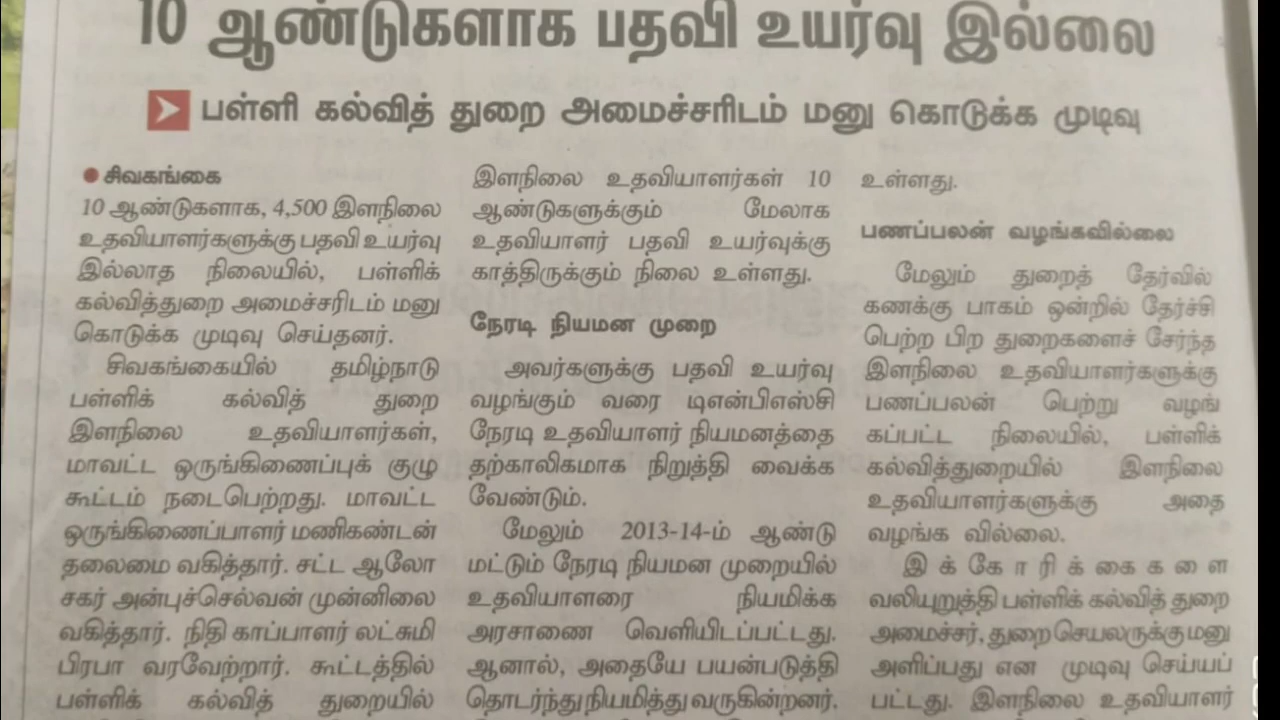 10 ஆண்டுகளாக பதவி உயர்வு இல்லை
பள்ளி கல்வித் துறை அமைச்சரிடம் மனு கொடுக்க முடிவு
சிவகங்கை
10 ஆண்டுகளாக, 4,500 இளநிலை
உதவியாளர்களுக்கு பதவி உயர்வு
இல்லாத நிலையில், பள்ளிக்
கல்வித்துறை அமைச்சரிடம் மனு
கொடுக்க முடிவு செய்தனர்.
சிவகங்கையில் தமிழ்நாடு
பள்ளிக் கல்வித் துறை
இளநிலை உதவியாளர்கள்,
மாவட்ட ஒருங்கிணைப்புக் குழு
கூட்டம் நடைபெற்றது. மாவட்ட
ஒருங்கிணைப்பாளர் மணிகண்டன்
தலைமை வகித்தார். சட்ட ஆலோ
சகர் அன்புச்செல்வன் முன்னிலை
வகித்தார். நிதி காப்பாளர் லட்சுமி
பிரபா வரவேற்றார். கூட்டத்தில்
பள்ளிக் கல்வித் துறையில்
இளநிலை உதவியாளர்கள் 10
ஆண்டுகளுக்கும் மேலாக
உதவியாளர் பதவி உயர்வுக்கு
காத்திருக்கும் நிலை உள்ளது.
நேரடி நியமன முறை
அவர்களுக்கு பதவி உயர்வு
வழங்கும் வரை டிஎன்பிஎஸ்சி
நேரடி உதவியாளர் நியமனத்தை
தற்காலிகமாக நிறுத்தி வைக்க
வேண்டும்.
மேலும் 2013-14-ம் ஆண்டு
மட்டும் நேரடி நியமன முறையில்
உதவியாளரை நியமிக்க
அரசாணை வெளியிடப்பட்டது.
ஆனால், அதையே பயன்படுத்தி
தொடர்ந்து நியமித்து வருகின்றனர்.
உள்ளது.
பணப்பலன் வழங்கவில்லை
மேலும் துறைத் தேர்வில்
கணக்கு பாகம் ஒன்றில் தேர்ச்சி
பெற்ற பிற துறைகளைச் சேர்ந்த
இளநிலை உதவியாளர்களுக்கு
பணப்பலன் பெற்று வழங்
கப்பட்ட நிலையில், பள்ளிக்
கல்வித்துறையில் இளநிலை
உதவியாளர்களுக்கு அதை
வழங்க வில்லை.
இக்கோரிக்கைகளை
வலியுறுத்தி பள்ளிக் கல்வித் துறை
அமைச்சர், துறை செயலருக்கு மனு
அளிப்பது என முடிவு செய்யப்
பட்டது. இளநிலை உதவியாளர்